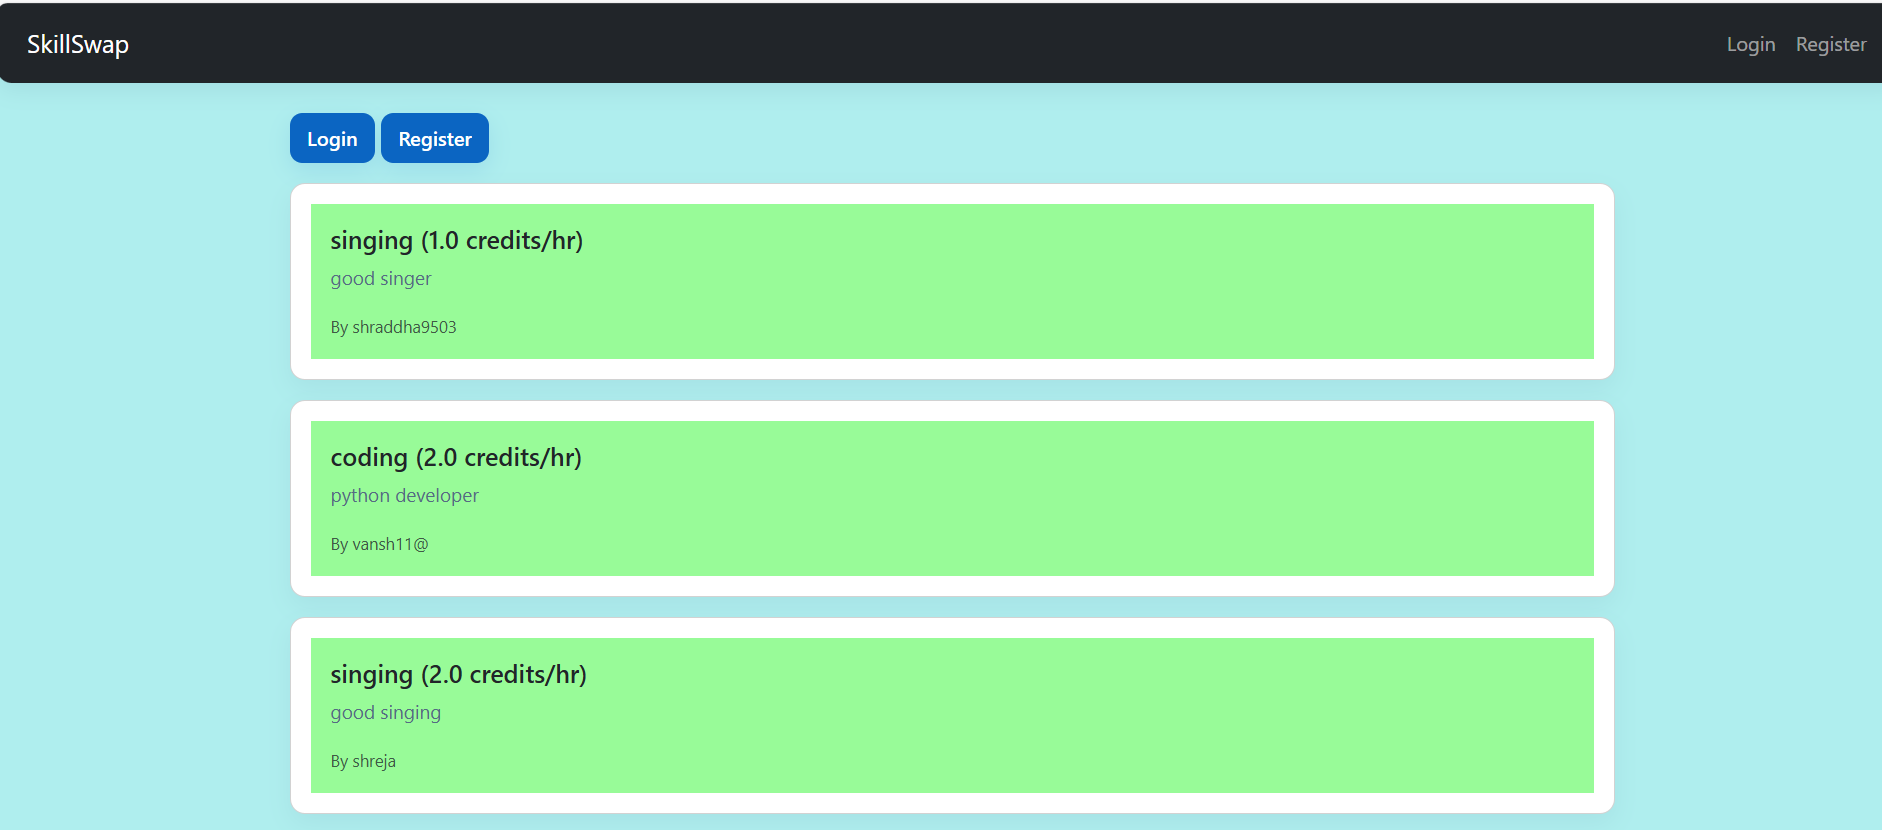 SkillSwap
Login Register
Login Register
singing (1.0 credits/hr)
good singer
By shraddha9503
coding (2.0 credits/hr)
python developer
By vansh11@
singing (2.0 credits/hr)
good singing
By shreja